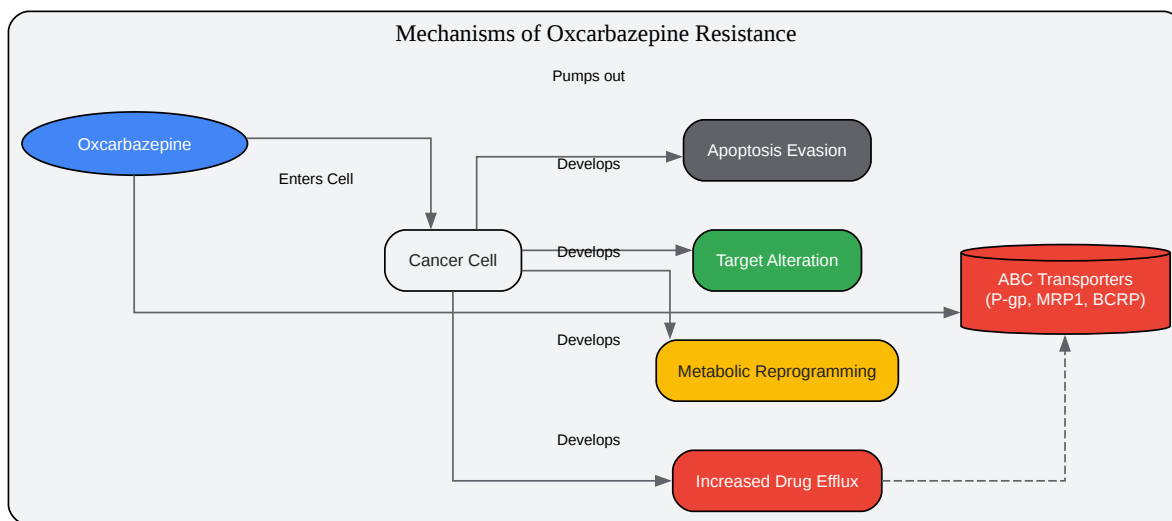 Mechanisms of Oxcarbazepine Resistance
Pumps out
Oxcarbazepine
Enters Cell
Develops
Apoptosis Evasion
Cancer Cell
Develops
Target Alteration
ABC Transporters
(P-gp, MRP1, BCRP)
Develops
Metabolic Reprogramming
Develops
Increased Drug Efflux